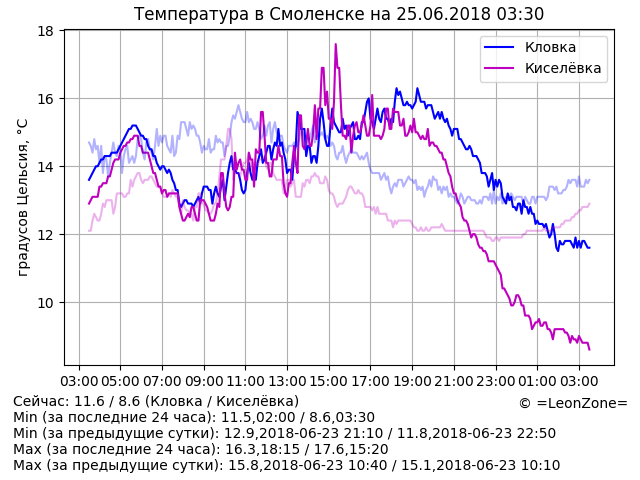 Температура в Смоленске на 25.06.2018 03:30
Кловка
Киселёвка
градусов Цельсия, °C
18
16
14
12
10
03:00 05:00 07:00 09:00 11:00 13:00 15:00 17:00 19:00 21:00 23:00 01:00 03:00
Сейчас: 11.6 / 8.6 (Кловка / Киселёвка)
© =LeonZone=
Min (за последние 24 часа): 11.5,02:00 / 8.6,03:30
Min (за предыдущие сутки): 12.9,2018-06-23 21:10 / 11.8,2018-06-23 22:50
Max (за последние 24 часа): 16.3,18:15 / 17.6,15:20
Max (за предыдущие сутки): 15.8,2018-06-23 10:40 / 15.1,2018-06-23 10:10